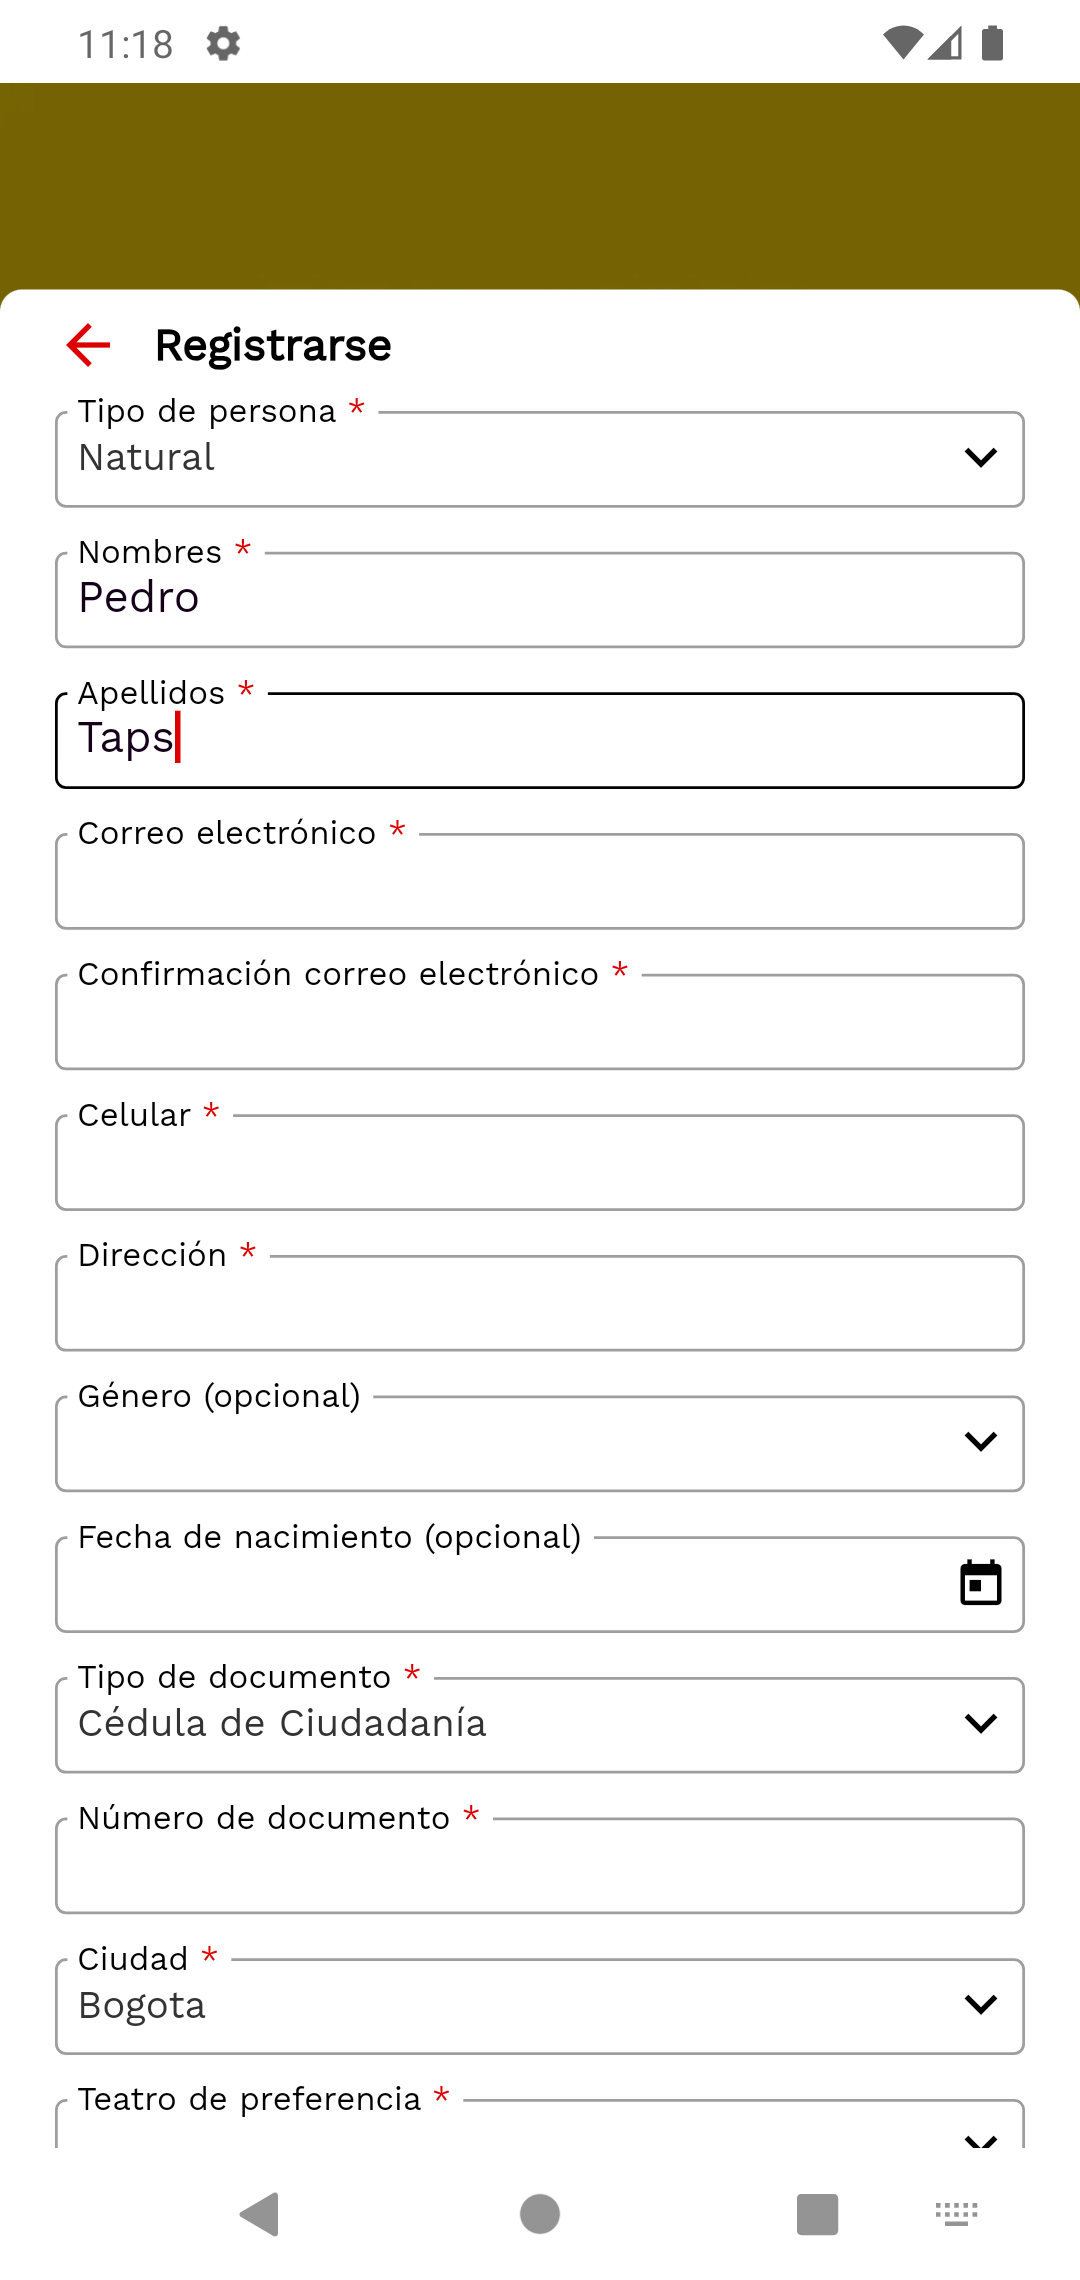 11:18
Registrarse
Tipo de persona *
Natural
Nombres *
Pedro
Apellidos *
Taps
Correo electrónico *
Confirmación correo electrónico *
Celular *
Dirección *
Género (opcional)
Fecha de nacimiento (opcional)
Tipo de documento *
Cédula de Ciudadanía
Número de documento *
Ciudad *
Bogota
Teatro de preferencia *